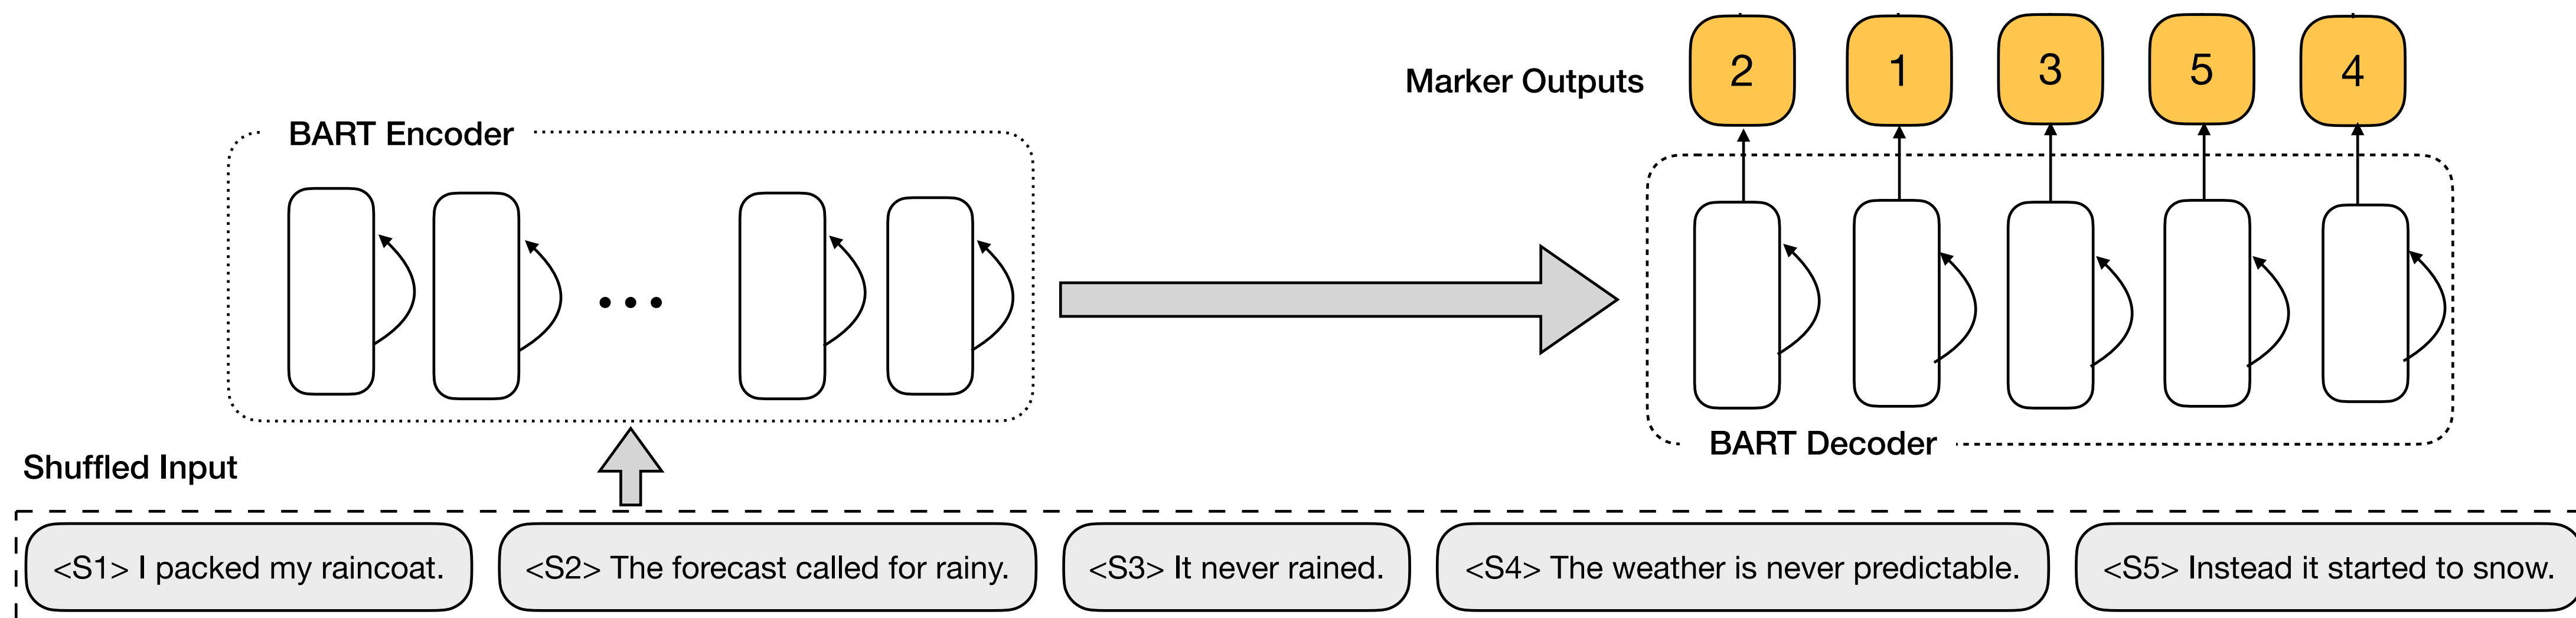 Marker Outputs
2 1 3 5 4
BART Encoder
BART Decoder
Shuffled Input
<S1> I packed my raincoat. <S2> The forecast called for rainy. <S3> It never rained. <S4> The weather is never predictable. <S5> Instead it started to snow.